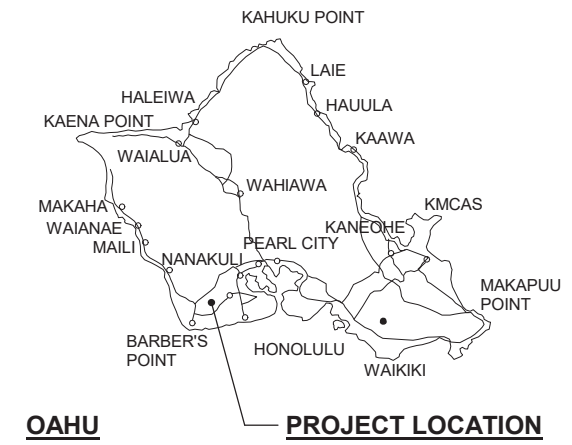 KAHUKU POINT
LAIE
HALEIWA
HAUULA
KAENA POINT
KAAWA
WAIALUA
WAHIAWA
MAKAHA
KMCAS
WAIANAE
KANEOHE
MAILI
PEARL CITY
NANAKULI
MAKAPUU
POINT
BARBER'S
POINT
HONOLULU
WAIKIKI
OAHU
PROJECT LOCATION